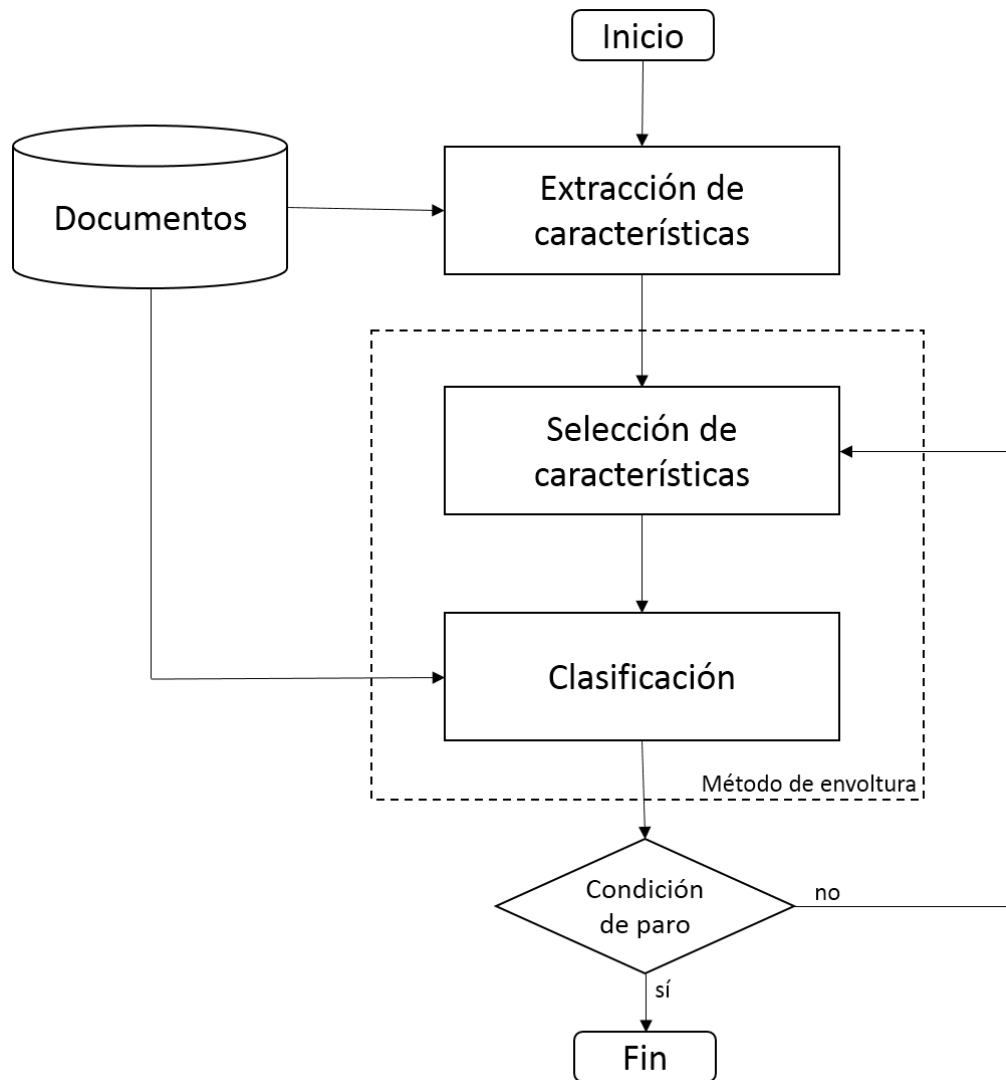 Inicio
Documentos
Extracción de
características
Selección de
características
Clasificación
Método de envoltura
Condición
de paro
no
sí
Fin